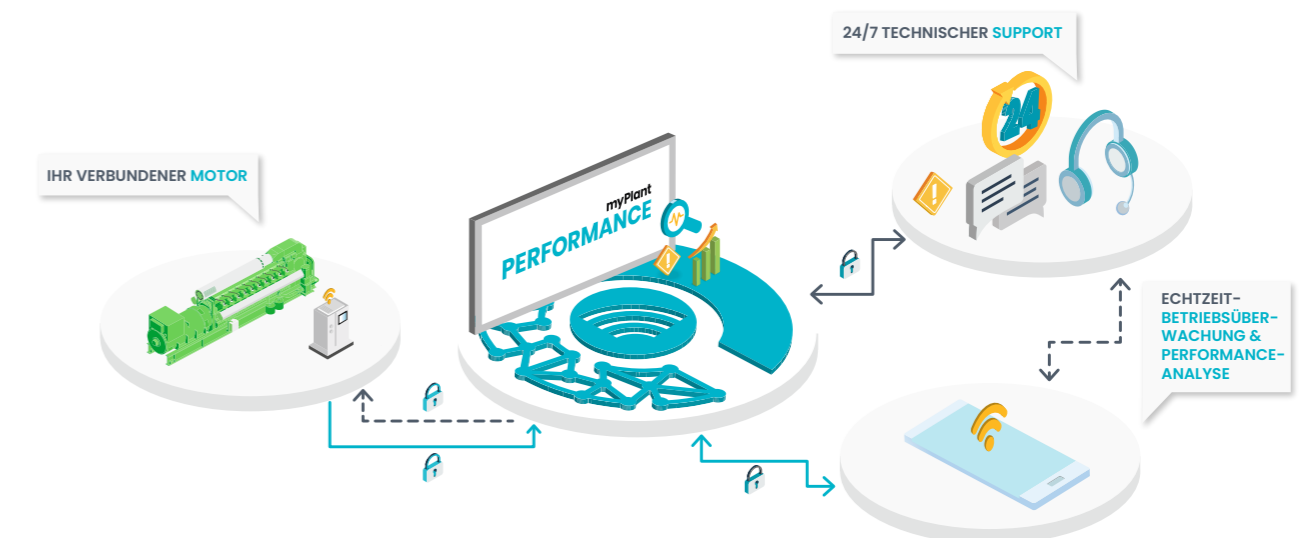 24/7 TECHNISCHER SUPPORT
24
IHR VERBUNDENER MOTOR
myPlant
PERFORMANCE
ECHTZEIT-
BETRIEBSÜBER-
WACHUNG &
PERFORMANCE-
ANALYSE